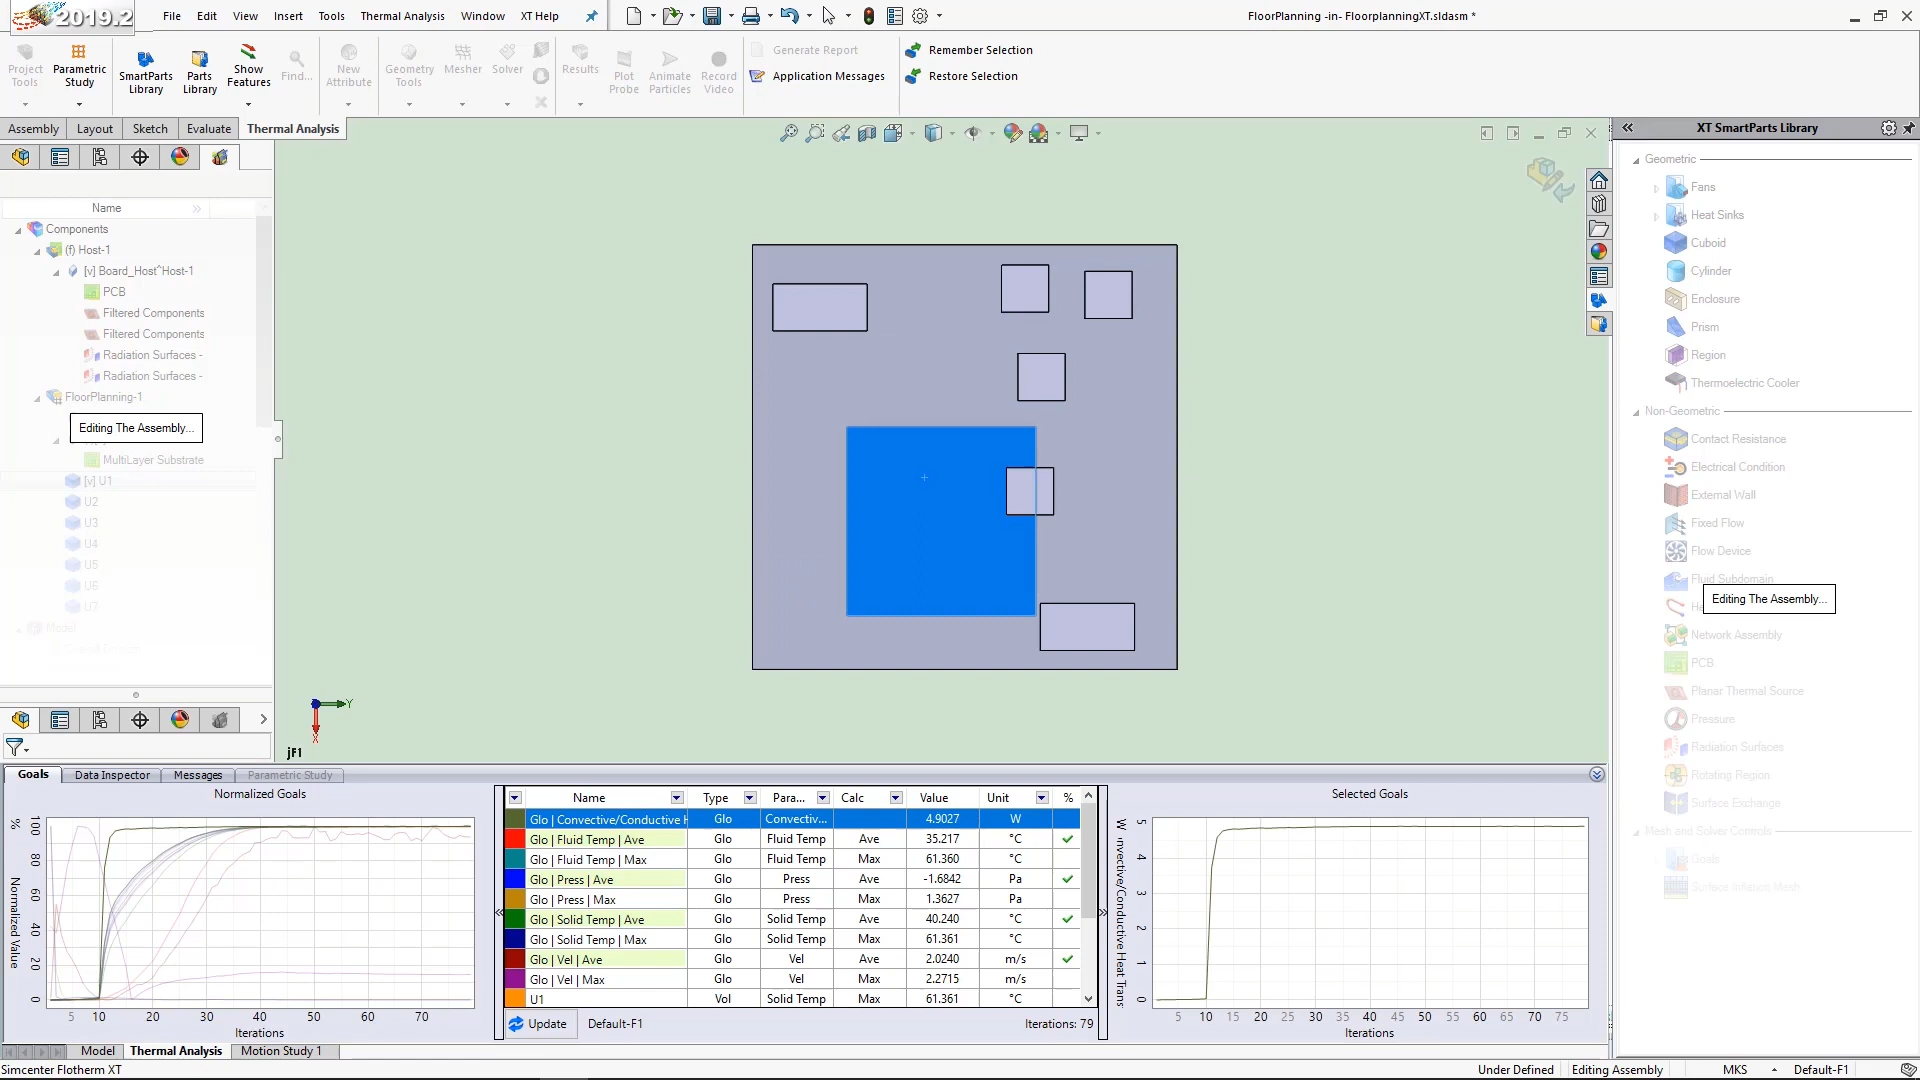 2019.2
File Edit View Insert Tools Thermal Analysis Window XT Help
FloorPlanning -in- FloorplanningXT.sldasm *
Project Tools
Parametric Study
SmartParts Library
Parts Library
Show Features
Find...
New Attribute
Geometry Tools
Mesher
Solver
Results
Plot Probe
Animate Particles
Record Video
Generate Report
Application Messages
Remember Selection
Restore Selection
Assembly Layout Sketch Evaluate Thermal Analysis
Name
Components
(f) Host-1
[v] Board_Host^Host-1
PCB
Filtered Components
Filtered Components
Radiation Surfaces -
Radiation Surfaces -
FloorPlanning-1
Editing The Assembly...
MultiLayer Substrate
[v] U1
U2
U3
U4
U5
U6
U7
Model
Y
X
jF1
XT SmartParts Library
Geometric
Fans
Heat Sinks
Cuboid
Cylinder
Enclosure
Prism
Region
Thermoelectric Cooler
Non-Geometric
Contact Resistance
Electrical Condition
External Wall
Fixed Flow
Flow Device
Fluid Subdomain
Editing The Assembly...
Network Assembly
PCB
Planar Thermal Source
Pressure
Radiation Surfaces
Rotating Region
Surface Exchange
Mesh and Solver Controls
Goals
Surface Inflation Mesh
Goals Data Inspector Messages Parametric Study
Normalized Goals
%
Normalized Value
100
80
60
40
20
0
5 10 20 30 40 50 60 70
Iterations
Name Type Para... Calc Value Unit %
Glo | Convective/Conductive H Glo Convectiv... 4.9027 W
Glo | Fluid Temp | Ave Glo Fluid Temp Ave 35.217 °C
Glo | Fluid Temp | Max Glo Fluid Temp Max 61.360 °C
Glo | Press | Ave Glo Press Ave -1.6842 Pa
Glo | Press | Max Glo Press Max 1.3627 Pa
Glo | Solid Temp | Ave Glo Solid Temp Ave 40.240 °C
Glo | Solid Temp | Max Glo Solid Temp Max 61.361 °C
Glo | Vel | Ave Glo Vel Ave 2.0240 m/s
Glo | Vel | Max Glo Vel Max 2.2715 m/s
U1 Vol Solid Temp Max 61.361 °C
Update Default-F1 Iterations: 79
Selected Goals
W
nvective/Conductive Heat Trans
5
4
3
2
1
0
5 10 15 20 25 30 35 40 45 50 55 60 65 70 75
Iterations
Model Thermal Analysis Motion Study 1
Simcenter Flotherm XT
Under Defined Editing Assembly MKS Default-F1